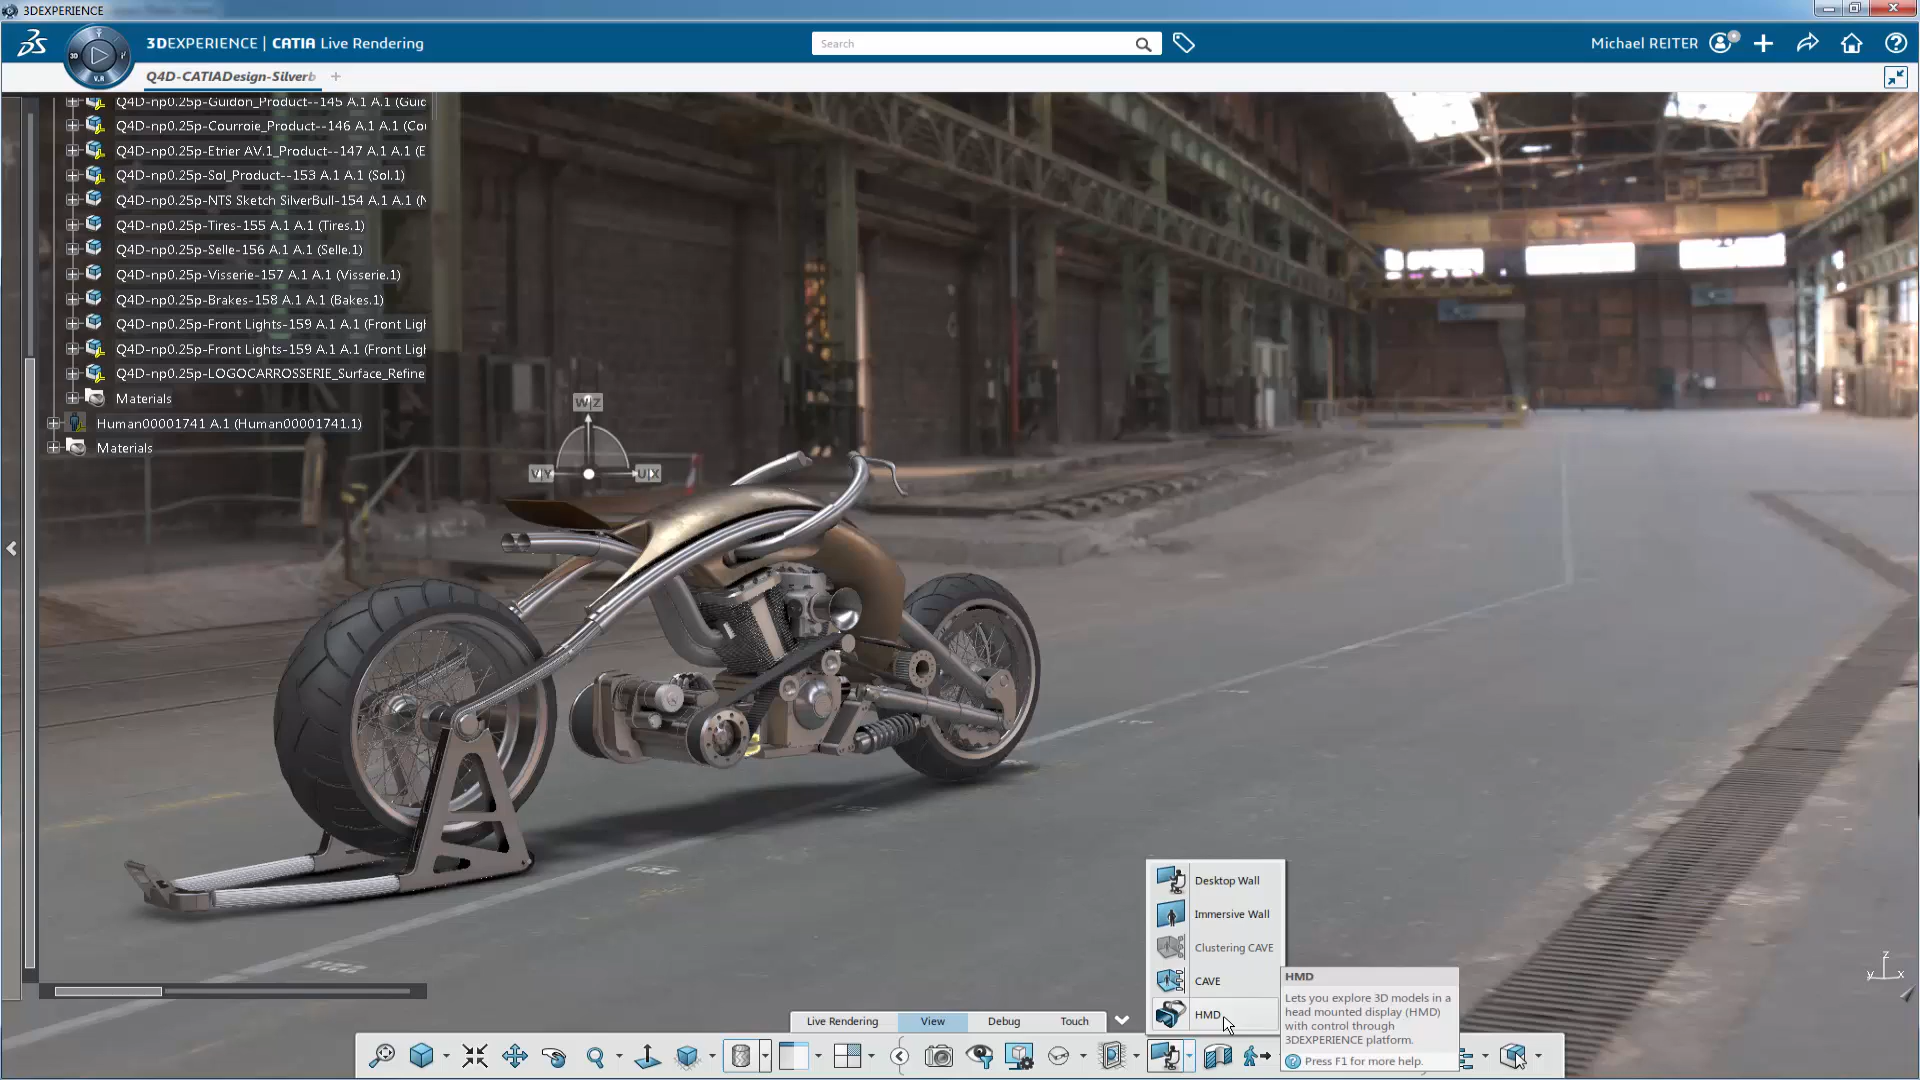 3DEXPERIENCE
3DEXPERIENCE | CATIA Live Rendering
Search
Michael REITER
3D
V.R
Q4D-CATIADesign-Silverb
Q4D-np0.25p-Guidon_Product--145 A.1 A.1 (Guid
Q4D-np0.25p-Courroie_Product--146 A.1 A.1 (Cou
Q4D-np0.25p-Etrier AV.1_Product--147 A.1 A.1 (E
Q4D-np0.25p-Sol_Product--153 A.1 A.1 (Sol.1)
Q4D-np0.25p-NTS Sketch SilverBull-154 A.1 A.1 (N
Q4D-np0.25p-Tires-155 A.1 A.1 (Tires.1)
Q4D-np0.25p-Selle-156 A.1 A.1 (Selle.1)
Q4D-np0.25p-Visserie-157 A.1 A.1 (Visserie.1)
Q4D-np0.25p-Brakes-158 A.1 A.1 (Bakes.1)
Q4D-np0.25p-Front Lights-159 A.1 A.1 (Front Ligh
Q4D-np0.25p-Front Lights-159 A.1 A.1 (Front Ligh
Q4D-np0.25p-LOGOCARROSSERIE_Surface_Refine
Materials
Human00001741 A.1 (Human00001741.1)
Materials
W|Z
V|Y
U|X
Desktop Wall
Immersive Wall
Clustering CAVE
CAVE
HMD
HMD
Lets you explore 3D models in a
head mounted display (HMD)
with control through
3DEXPERIENCE platform.
Press F1 for more help.
z
y
x
Live Rendering
View
Debug
Touch